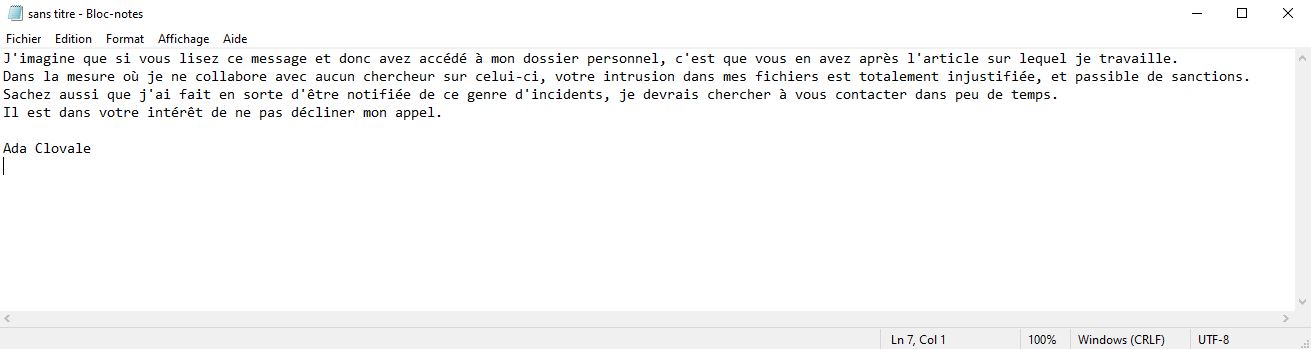 sans titre - Bloc-notes
Fichier Edition Format Affichage Aide
J'imagine que si vous lisez ce message et donc avez accédé à mon dossier personnel, c'est que vous en avez après l'article sur lequel je travaille.
Dans la mesure où je ne collabore avec aucun chercheur sur celui-ci, votre intrusion dans mes fichiers est totalement injustifiée, et passible de sanctions.
Sachez aussi que j'ai fait en sorte d'être notifiée de ce genre d'incidents, je devrais chercher à vous contacter dans peu de temps.
Il est dans votre intérêt de ne pas décliner mon appel.
Ada Clovale
Ln 7, Col 1 100% Windows (CRLF) UTF-8